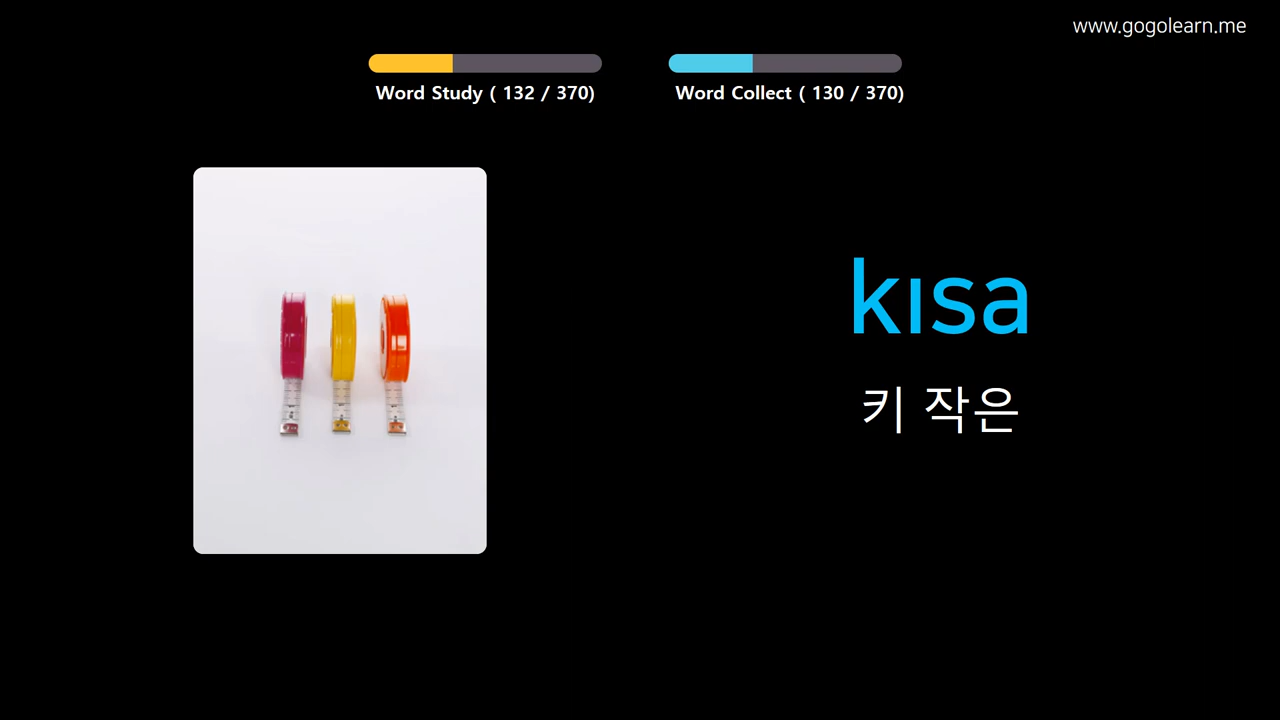 www.gogolearn.me
Word Study ( 132 / 370)
Word Collect ( 130 / 370)
kısa
키 작은